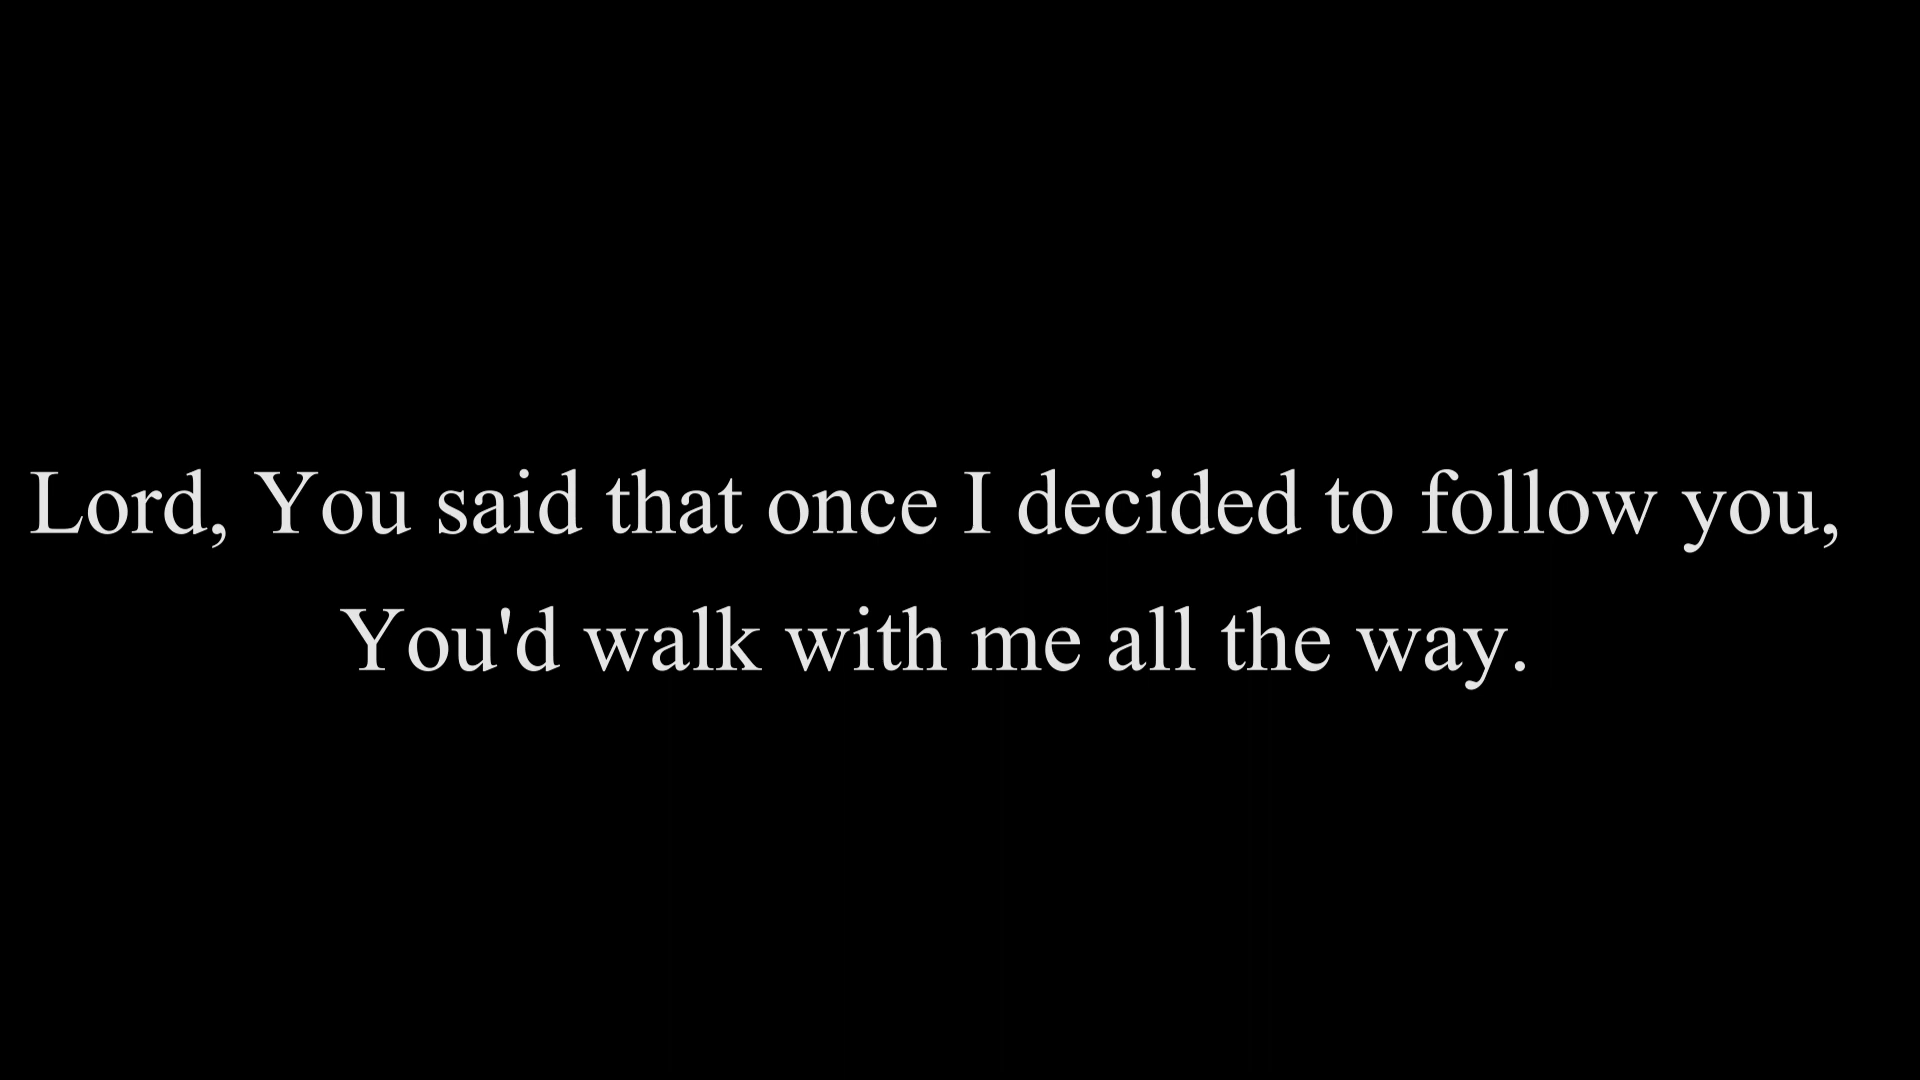 Lord, You said that once I decided to follow you,
You'd walk with me all the way.